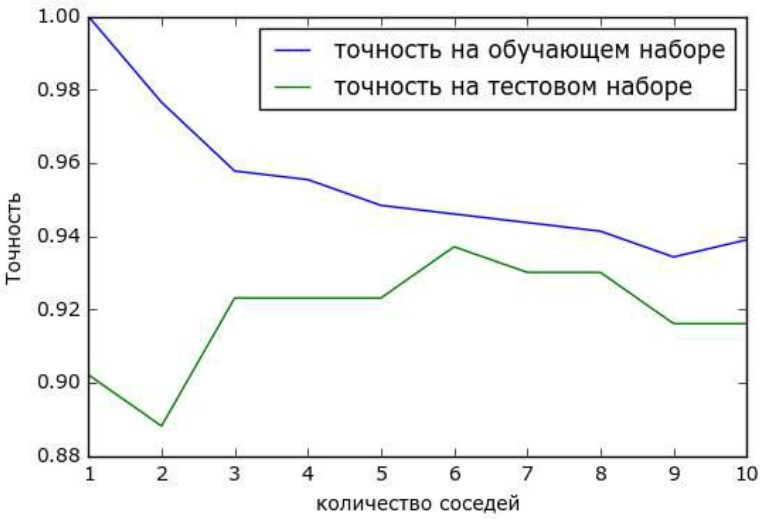 1.00
0.98
0.96
0.94
0.92
0.90
0.88
Точность
точность на обучающем наборе
точность на тестовом наборе
1 2 3 4 5 6 7 8 9 10
количество соседей